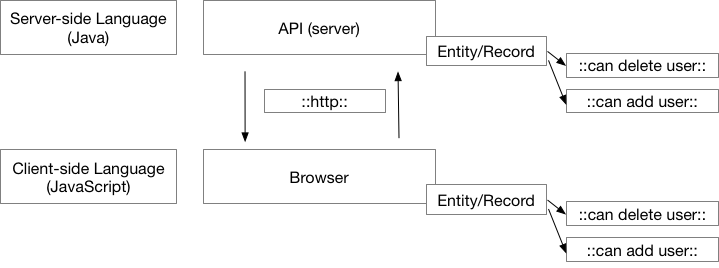 Server-side Language
(Java)
API (server)
Entity/Record
::can delete user::
::can add user::
::http::
Client-side Language
(JavaScript)
Browser
Entity/Record
::can delete user::
::can add user::